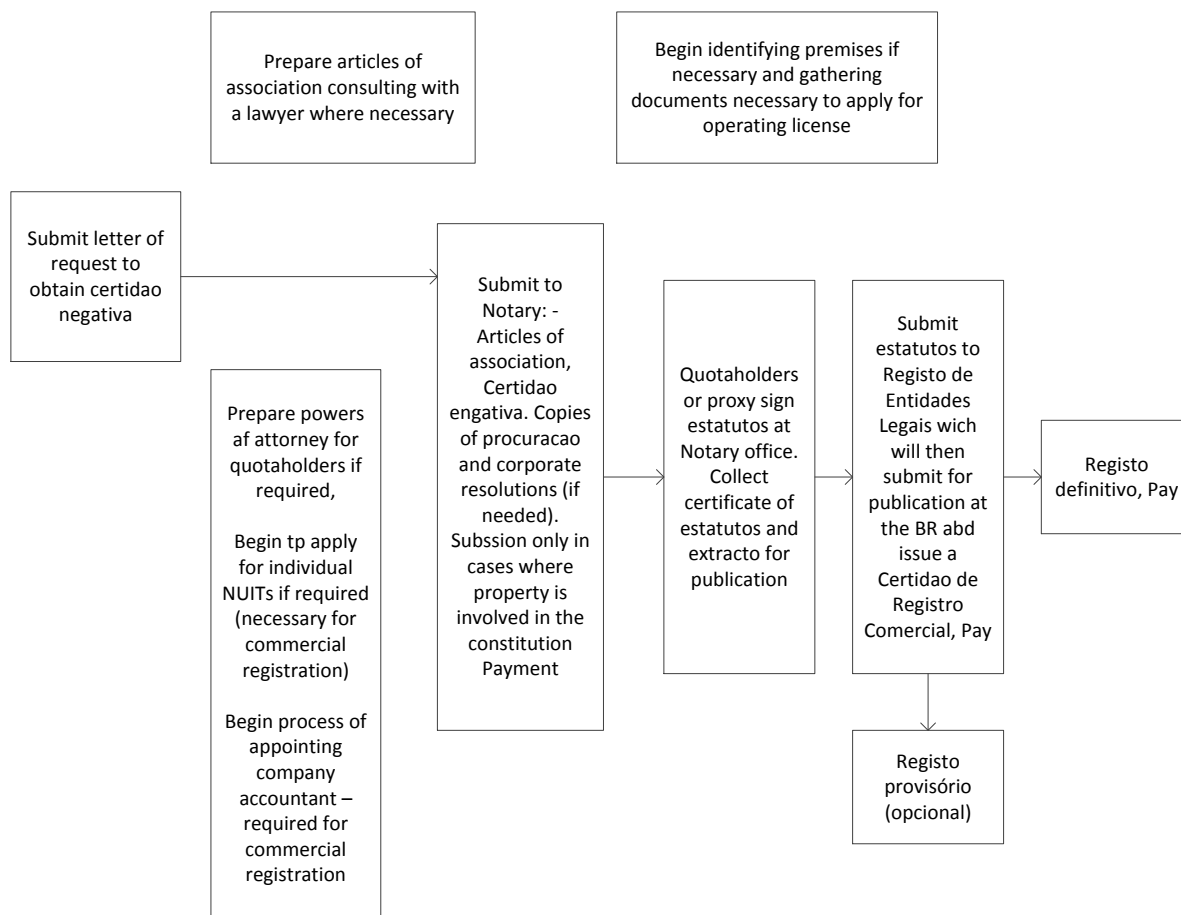 Prepare articles of
association consulting with
a lawyer where necessary
Begin identifying premises if
necessary and gathering
documents necessary to apply for
operating license
Submit letter of
request to
obtain certidao
negativa
Prepare powers
af attorney for
quotaholders if
required,
Begin tp apply
for individual
NUITs if required
(necessary for
commercial
registration)
Begin process of
appointing
company
accountant –
required for
commercial
registration
Submit to
Notary: -
Articles of
association,
Certidao
engativa. Copies
of procuracao
and corporate
resolutions (if
needed).
Subssion only in
cases where
property is
involved in the
constitution
Payment
Quotaholders
or proxy sign
estatutos at
Notary office.
Collect
certificate of
estatutos and
extracto for
publication
Submit
estatutos to
Registo de
Entidades
Legais wich
will then
submit for
publication at
the BR abd
issue a
Certidao de
Registro
Comercial, Pay
Registo
definitivo, Pay
Registo
provisório
(opcional)